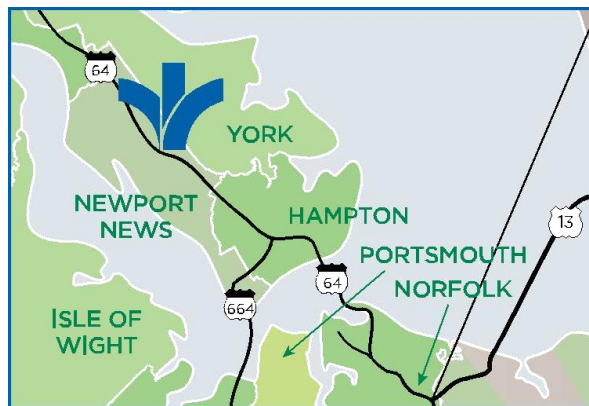 64
YORK
NEWPORT
NEWS
HAMPTON
13
PORTSMOUTH
64
NORFOLK
664
ISLE OF
WIGHT